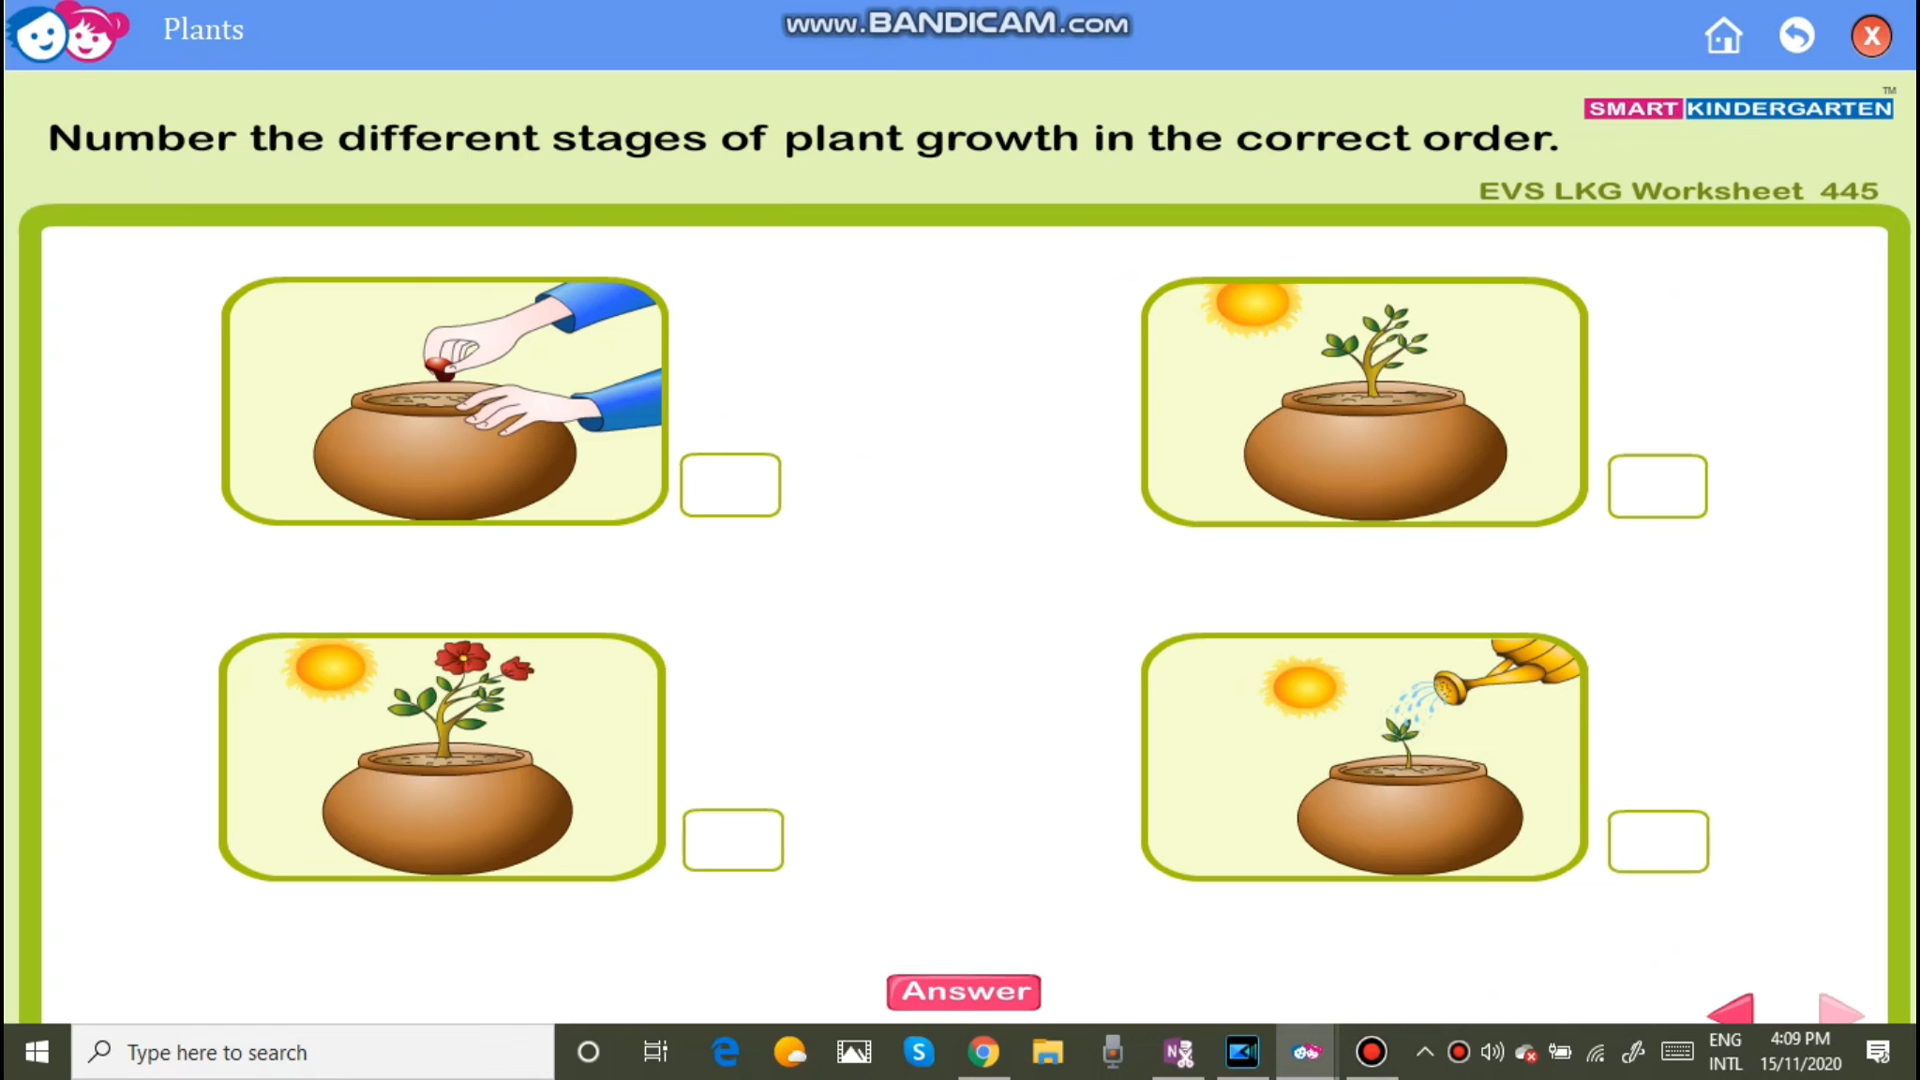 Plants
www.BANDICAM.com
TM
SMART KINDERGARTEN
Number the different stages of plant growth in the correct order.
EVS LKG Worksheet 445
Answer
Type here to search
ENG
INTL
4:09 PM
15/11/2020